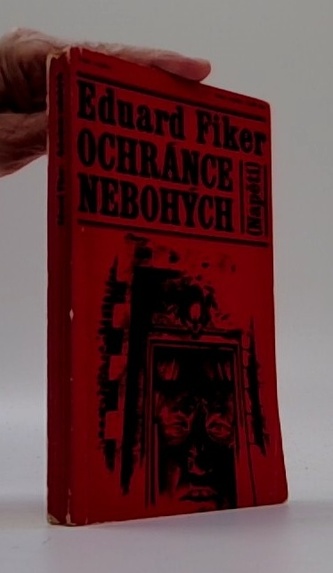 Eduard Fiker
OCHRÁNCE
NEBOHÝCH
(Napětí)